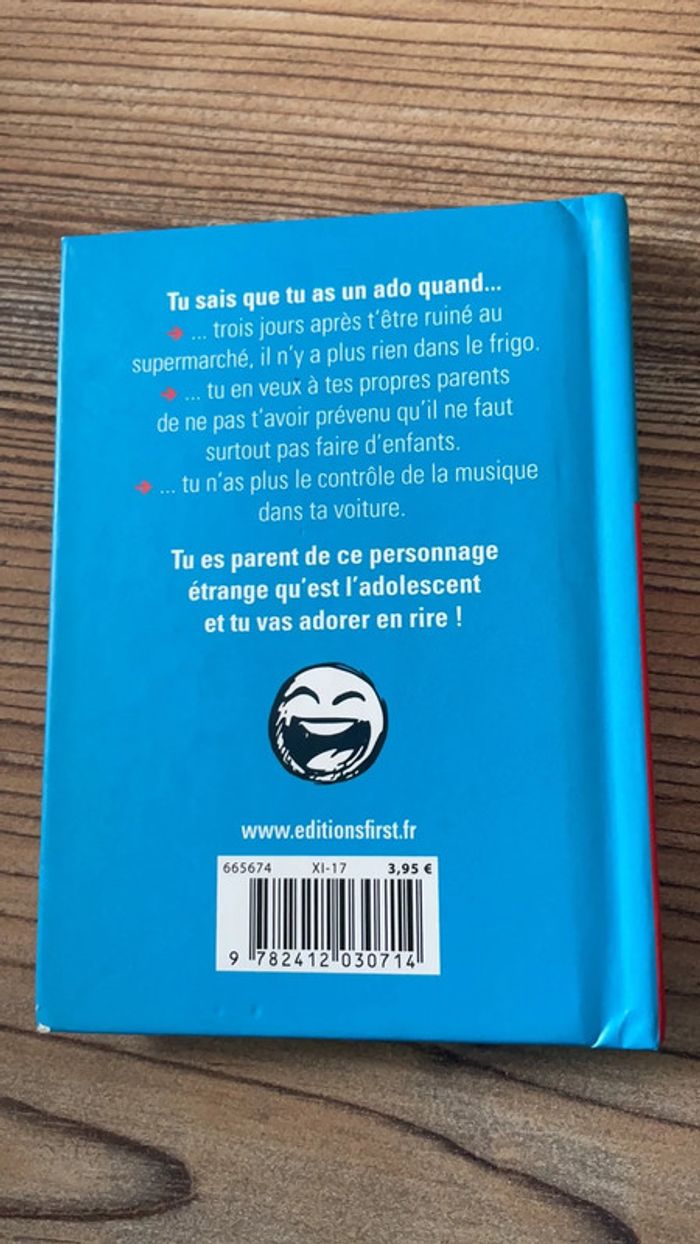 Tu sais que tu as un ado quand...
➔ ... trois jours après t'être ruiné au
supermarché, il n'y a plus rien dans le frigo.
➔ ... tu en veux à tes propres parents
de ne pas t'avoir prévenu qu'il ne faut
surtout pas faire d'enfants.
➔ ... tu n'as plus le contrôle de la musique
dans ta voiture.
Tu es parent de ce personnage
étrange qu'est l'adolescent
et tu vas adorer en rire !
www.editionsfirst.fr
665674 XI-17 3,95 €
9 782412 030714